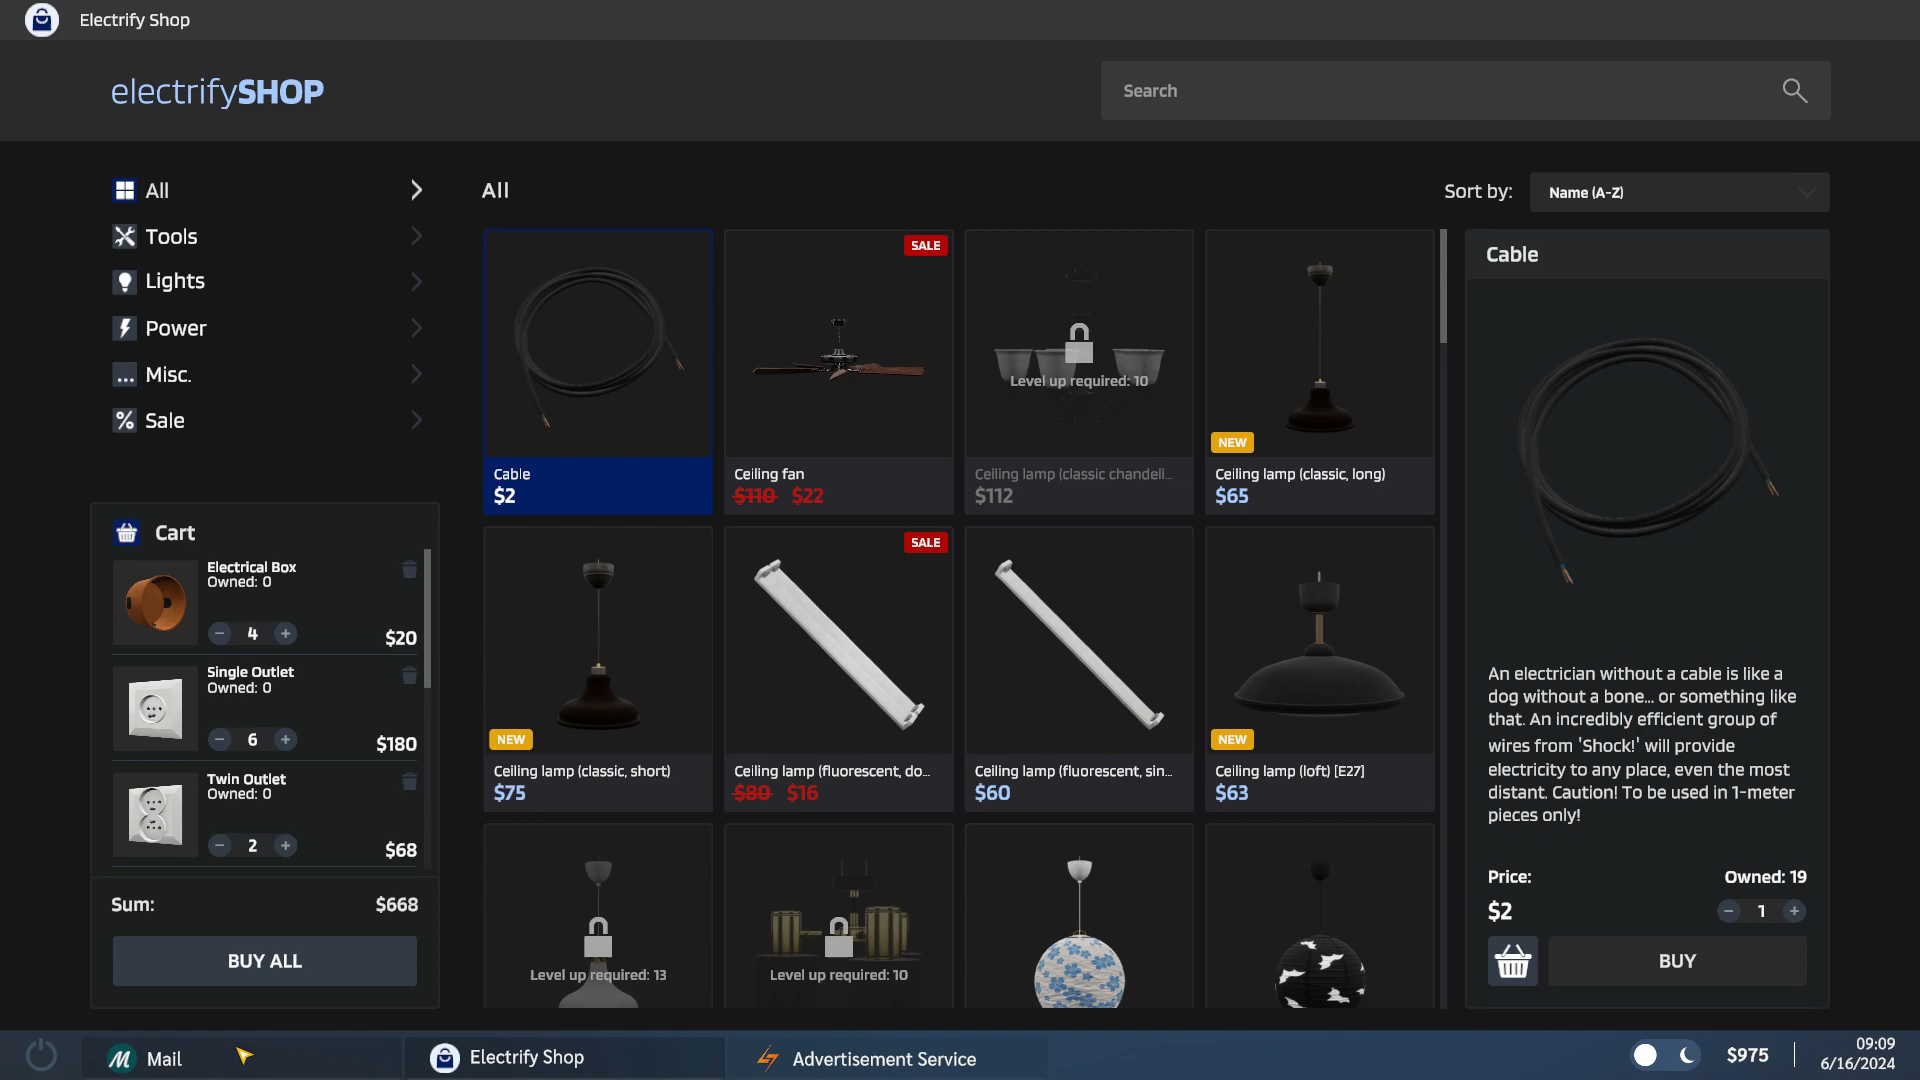 Electrify Shop
electrifySHOP
Search
All
Tools
Lights
Power
Misc.
Sale
All
Sort by:
Name (A-Z)
SALE
Cable
$2
Ceiling fan
$110 $22
Level up required: 10
Ceiling lamp (classic chandeli...
$112
NEW
Ceiling lamp (classic, long)
$65
NEW
Ceiling lamp (classic, short)
$75
SALE
Ceiling lamp (fluorescent, do...
$80 $16
Ceiling lamp (fluorescent, sin...
$60
NEW
Ceiling lamp (loft) [E27]
$63
Level up required: 13
Level up required: 10
Cart
Electrical Box
Owned: 0
4
$20
Single Outlet
Owned: 0
6
$180
Twin Outlet
Owned: 0
2
$68
Sum:
$668
BUY ALL
Cable
An electrician without a cable is like a
dog without a bone... or something like
that. An incredibly efficient group of
wires from 'Shock!' will provide
electricity to any place, even the most
distant. Caution! To be used in 1-meter
pieces only!
Price:
Owned: 19
$2
1
BUY
Mail
Electrify Shop
Advertisement Service
$975
09:09
6/16/2024